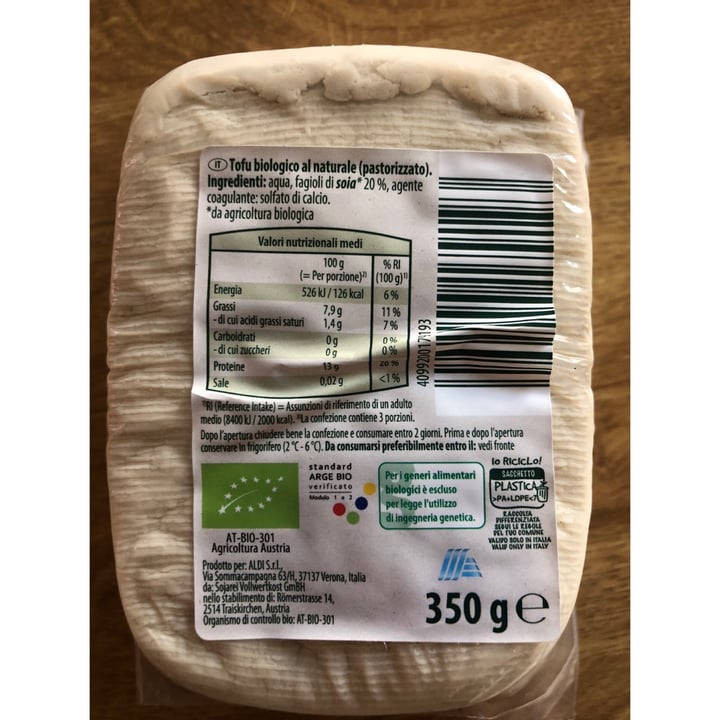 IT Tofu biologico al naturale (pastorizzato).
Ingredienti: aqua, fagioli di soia* 20 %, agente
coagulante: solfato di calcio.
*da agricoltura biologica
Valori nutrizionali medi
100 g % RI
(= Per porzione)²⁾ (100 g)¹⁾
Energia 526 kJ / 126 kcal 6 %
Grassi 7,9 g 11 %
- di cui acidi grassi saturi 1,4 g 7 %
Carboidrati 0 g 0 %
- di cui zuccheri 0 g 0 %
Proteine 13 g 26 %
Sale 0,02 g <1 %
¹⁾RI (Reference Intake) = Assunzioni di riferimento di un adulto
medio (8400 kJ / 2000 kcal). ²⁾La confezione contiene 3 porzioni.
Dopo l'apertura chiudere bene la confezione e consumare entro 2 giorni. Prima e dopo l'apertura
conservare in frigorifero (2 °C - 6 °C). Da consumarsi preferibilmente entro il: vedi fronte
standard
ARGE BIO
verificato
Modulo 1 e 2
Per i generi alimentari
biologici è escluso
per legge l'utilizzo
di ingegneria genetica.
IO RICICLO!
SACCHETTO
PLASTICA
>PA+LDPE<7
RACCOLTA
DIFFERENZIATA
SEGUI LE REGOLE
DEL TUO COMUNE
VALIDO SOLO IN ITALIA
VALID ONLY IN ITALY
AT-BIO-301
Agricoltura Austria
Prodotto per: ALDI S.r.l.,
Via Sommacampagna 63/H, 37137 Verona, Italia
da: Sojarei Vollwertkost GmBH
nello stabilimento di: Römerstrasse 14,
2514 Traiskirchen, Austria
Organismo di controllo bio: AT-BIO-301
350 g e